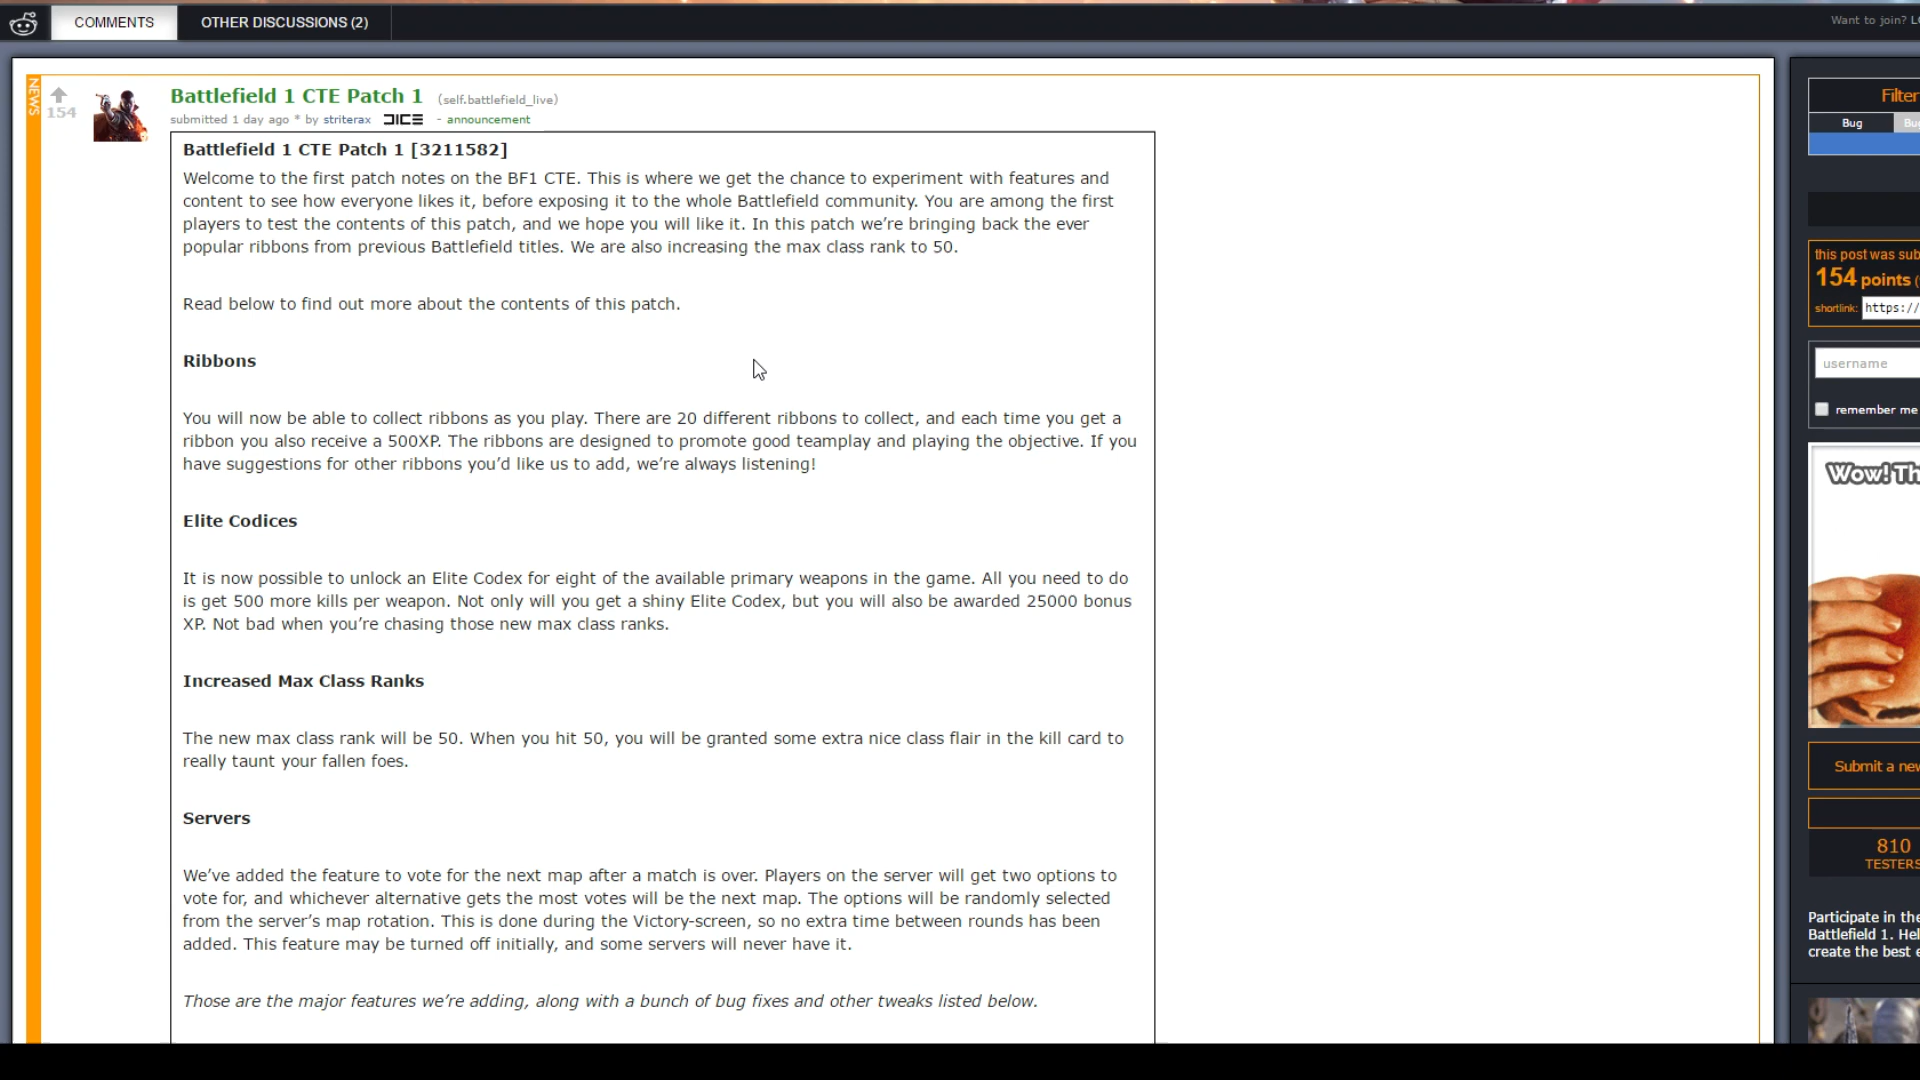 COMMENTS
OTHER DISCUSSIONS (2)
Want to join?
NEWS
154
Battlefield 1 CTE Patch 1 (self.battlefield_live)
submitted 1 day ago * by striterax DICE - announcement
Battlefield 1 CTE Patch 1 [3211582]
Welcome to the first patch notes on the BF1 CTE. This is where we get the chance to experiment with features and
content to see how everyone likes it, before exposing it to the whole Battlefield community. You are among the first
players to test the contents of this patch, and we hope you will like it. In this patch we’re bringing back the ever
popular ribbons from previous Battlefield titles. We are also increasing the max class rank to 50.
Read below to find out more about the contents of this patch.
Ribbons
You will now be able to collect ribbons as you play. There are 20 different ribbons to collect, and each time you get a
ribbon you also receive a 500XP. The ribbons are designed to promote good teamplay and playing the objective. If you
have suggestions for other ribbons you’d like us to add, we’re always listening!
Elite Codices
It is now possible to unlock an Elite Codex for eight of the available primary weapons in the game. All you need to do
is get 500 more kills per weapon. Not only will you get a shiny Elite Codex, but you will also be awarded 25000 bonus
XP. Not bad when you’re chasing those new max class ranks.
Increased Max Class Ranks
The new max class rank will be 50. When you hit 50, you will be granted some extra nice class flair in the kill card to
really taunt your fallen foes.
Servers
We’ve added the feature to vote for the next map after a match is over. Players on the server will get two options to
vote for, and whichever alternative gets the most votes will be the next map. The options will be randomly selected
from the server’s map rotation. This is done during the Victory-screen, so no extra time between rounds has been
added. This feature may be turned off initially, and some servers will never have it.
Those are the major features we’re adding, along with a bunch of bug fixes and other tweaks listed below.
Filter
Bug
this post was sub
154 points (
shortlink: https://
username
remember me
Wow! Th
Submit a new
810
TESTERS
Participate in the
Battlefield 1. Hel
create the best e